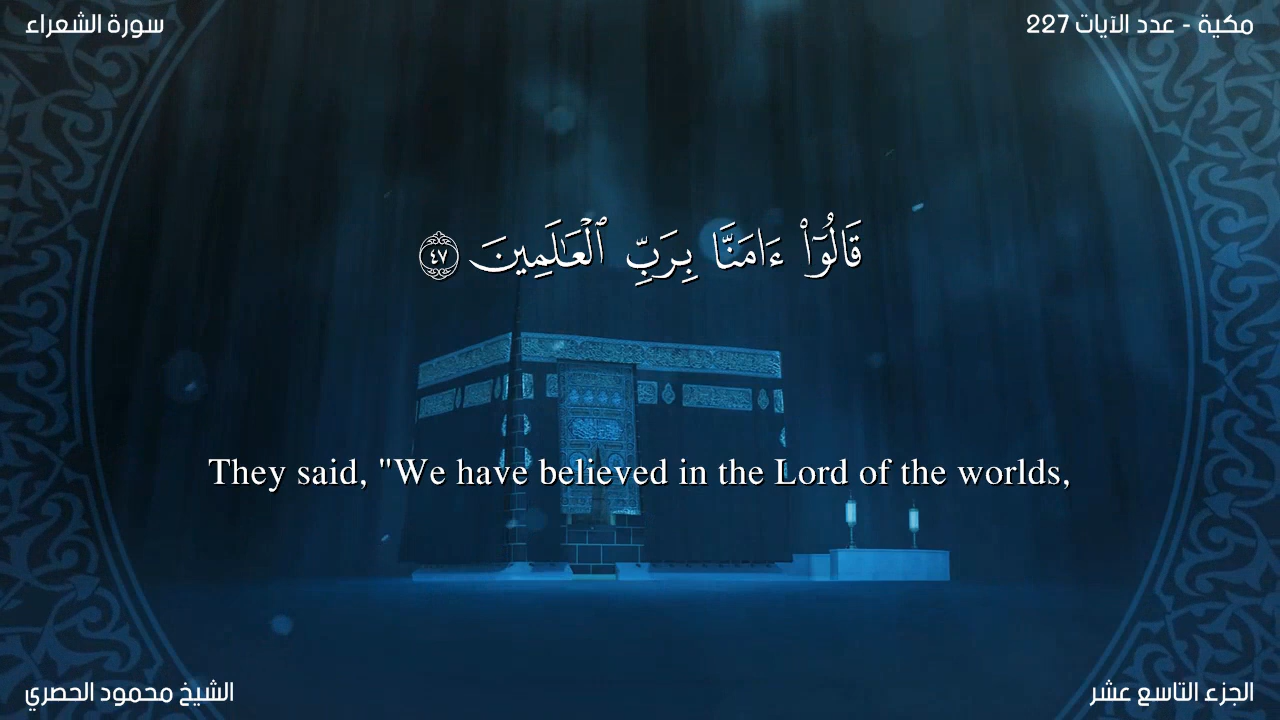 سورة الشعراء
مكية - عدد الآيات 227
قَالُوٓا۟ ءَامَنَّا بِرَبِّ ٱلْعَـٰلَمِينَ ٤٧
They said, "We have believed in the Lord of the worlds,
الشيخ محمود الحصري
الجزء التاسع عشر